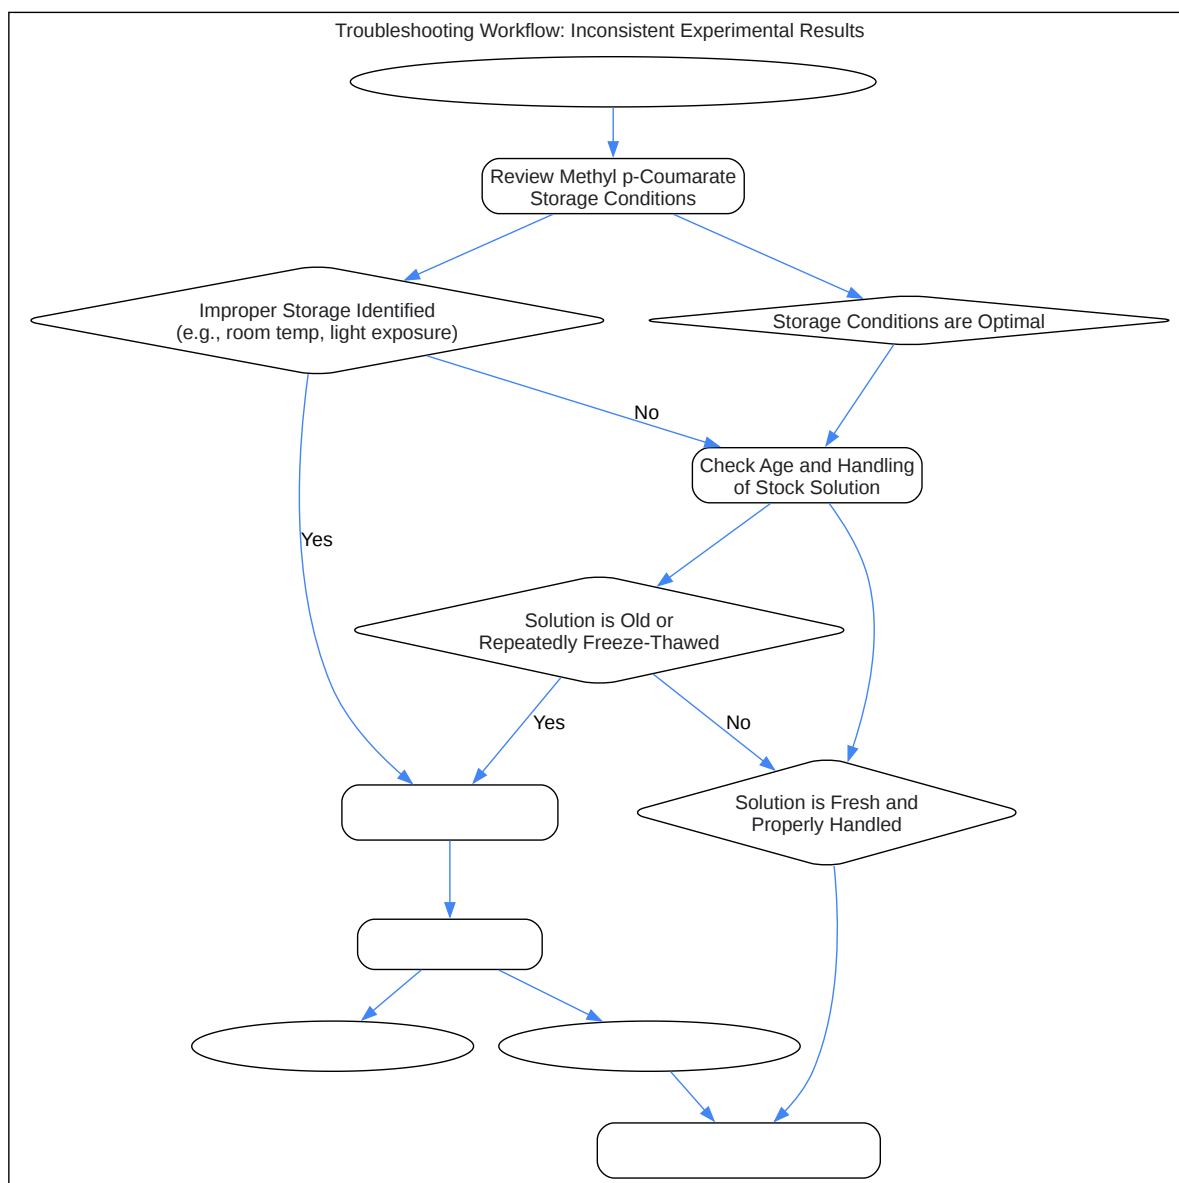 Troubleshooting Workflow: Inconsistent Experimental Results
Review Methyl p-Coumarate
Storage Conditions
Improper Storage Identified
(e.g., room temp, light exposure)
Storage Conditions are Optimal
No
Check Age and Handling
of Stock Solution
Yes
Solution is Old or
Repeatedly Freeze-Thawed
Yes
No
Solution is Fresh and
Properly Handled